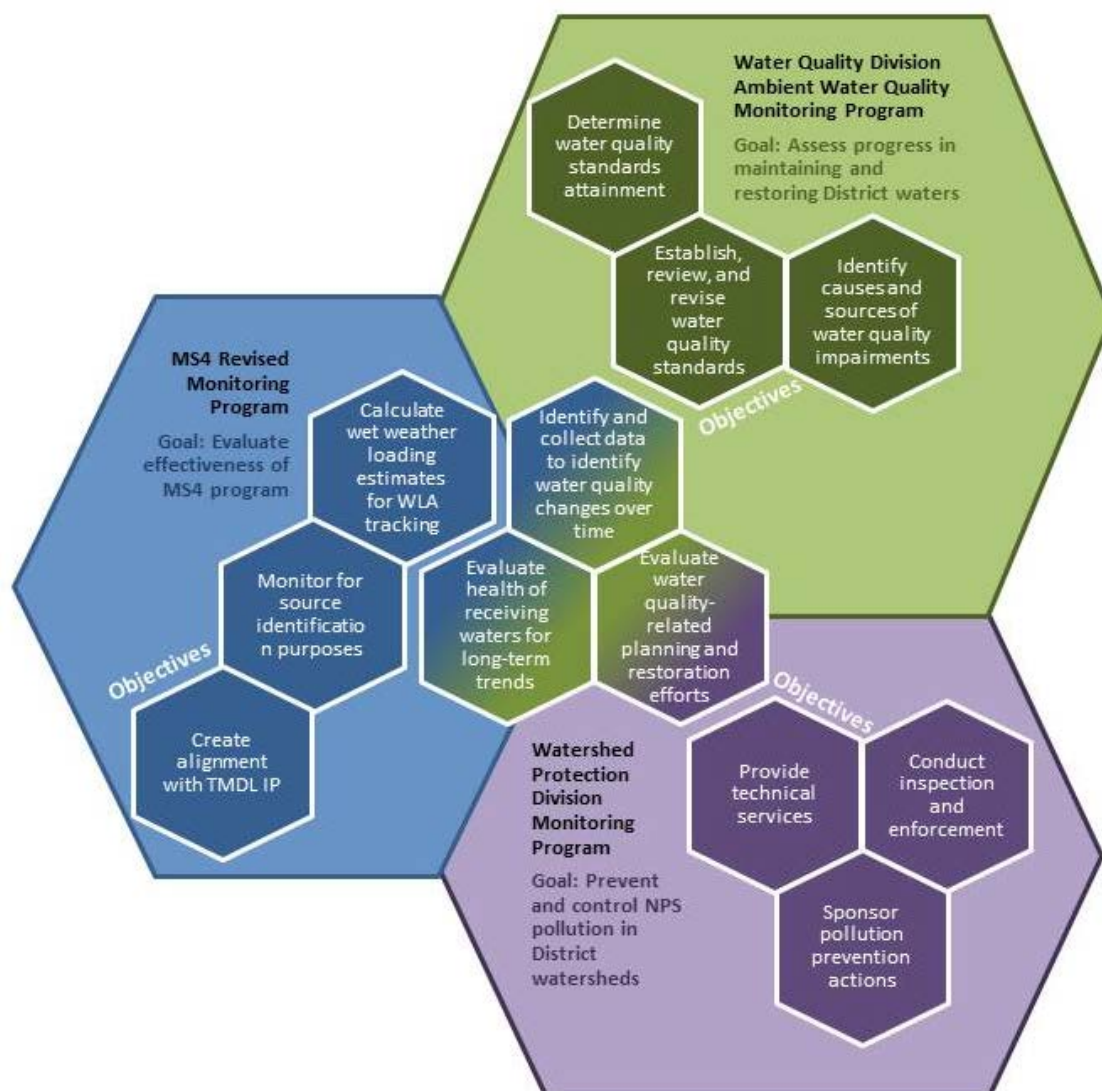 Water Quality Division
Ambient Water Quality
Monitoring Program
Goal: Assess progress in
maintaining and
restoring District waters
Determine
water quality
standards
attainment
Establish,
review, and
revise
water
quality
standards
Identify
causes and
sources of
water quality
impairments
Objectives
MS4 Revised
Monitoring
Program
Goal: Evaluate
effectiveness of
MS4 program
Calculate
wet weather
loading
estimates
for WLA
tracking
Identify and
collect data
to identify
water quality
changes over
time
Monitor for
source
identificatio
n purposes
Evaluate
health of
receiving
waters for
long-term
trends
Evaluate
water
quality-
related
planning and
restoration
efforts
Objectives
Create
alignment
with TMDL IP
Objectives
Watershed
Protection
Division
Monitoring
Program
Goal: Prevent
and control NPS
pollution in
District
watersheds
Provide
technical
services
Conduct
inspection
and
enforcement
Sponsor
pollution
prevention
actions